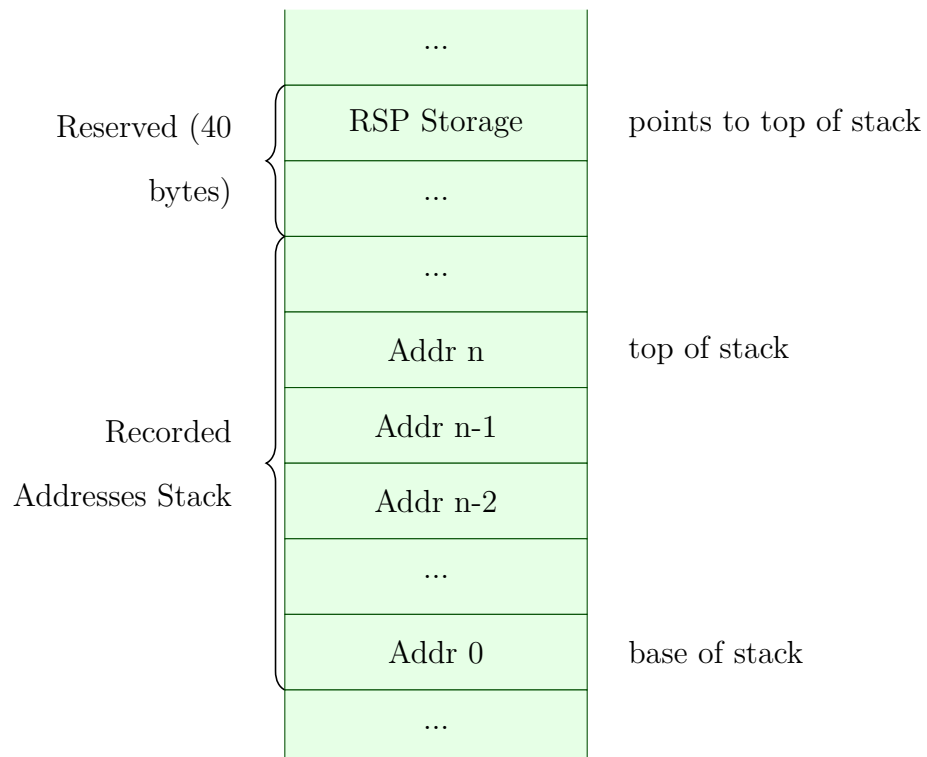 ...
Reserved (40
bytes)
RSP Storage
points to top of stack
...
...
Addr n
top of stack
Addr n-1
Recorded
Addresses Stack
Addr n-2
...
Addr 0
base of stack
...